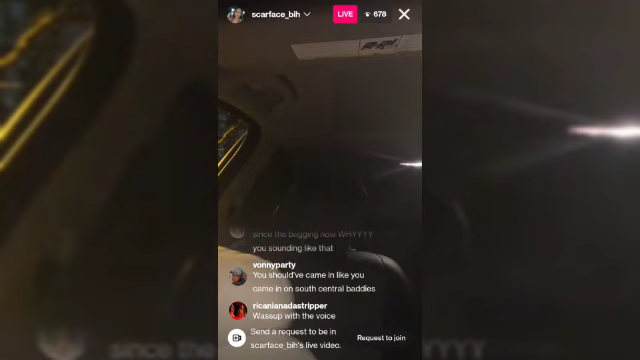 scarface_bih
LIVE
678
since the begging now WHYYYY
you sounding like that
vonnyparty
You should've came in like you
came in on south central baddies
ricanianadastripper
Wassup with the voice
Send a request to be in
scarface_bih's live video.
Request to join